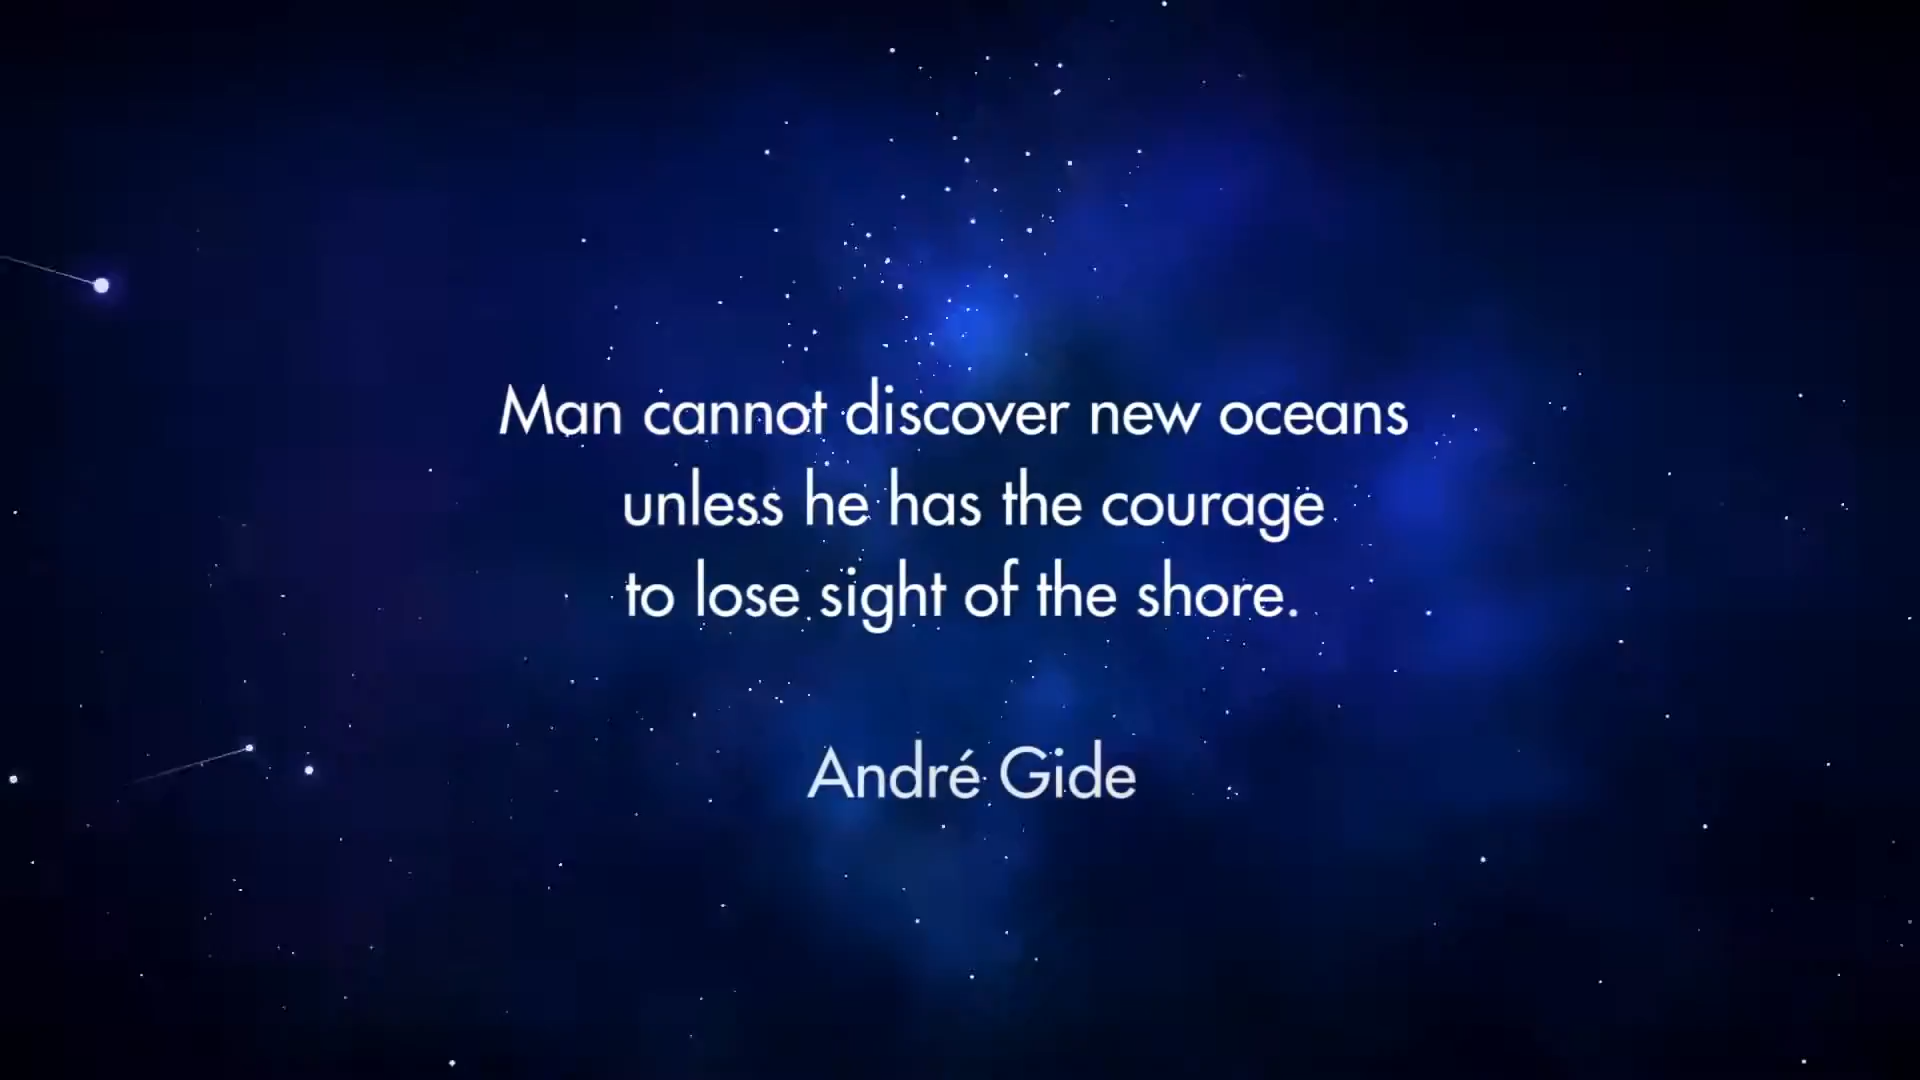 Man cannot discover new oceans
unless he has the courage
to lose sight of the shore.
André Gide